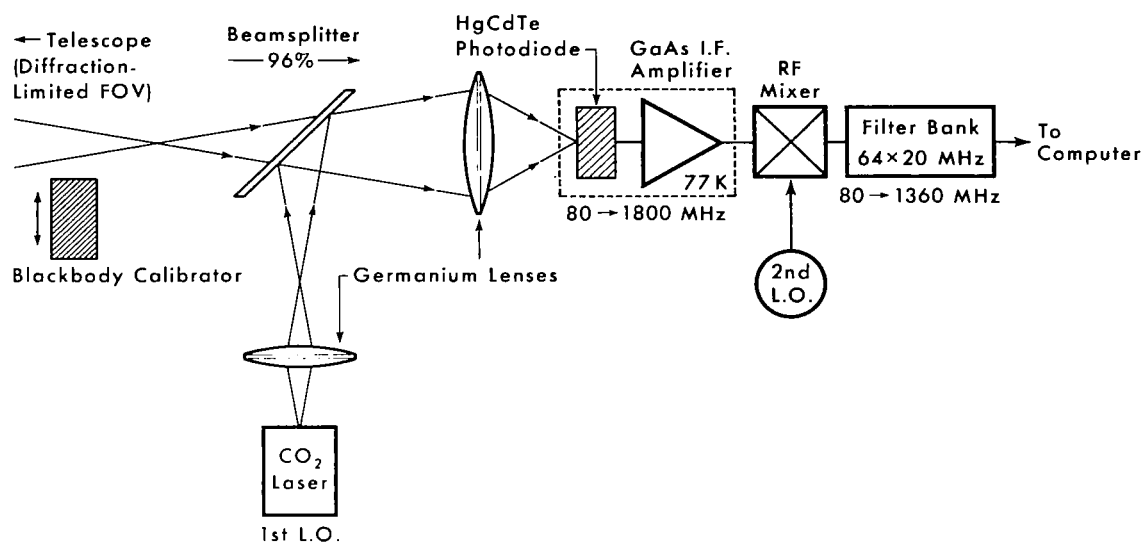 ← Telescope
(Diffraction-
Limited FOV)
Beamsplitter
96%
HgCdTe
Photodiode
GaAs I.F.
Amplifier
RF
Mixer
Filter Bank
64×20 MHz
To
Computer
77 K
80→1800 MHz
80→1360 MHz
Blackbody Calibrator
Germanium Lenses
2nd
L.O.
CO₂
Laser
1st L.O.